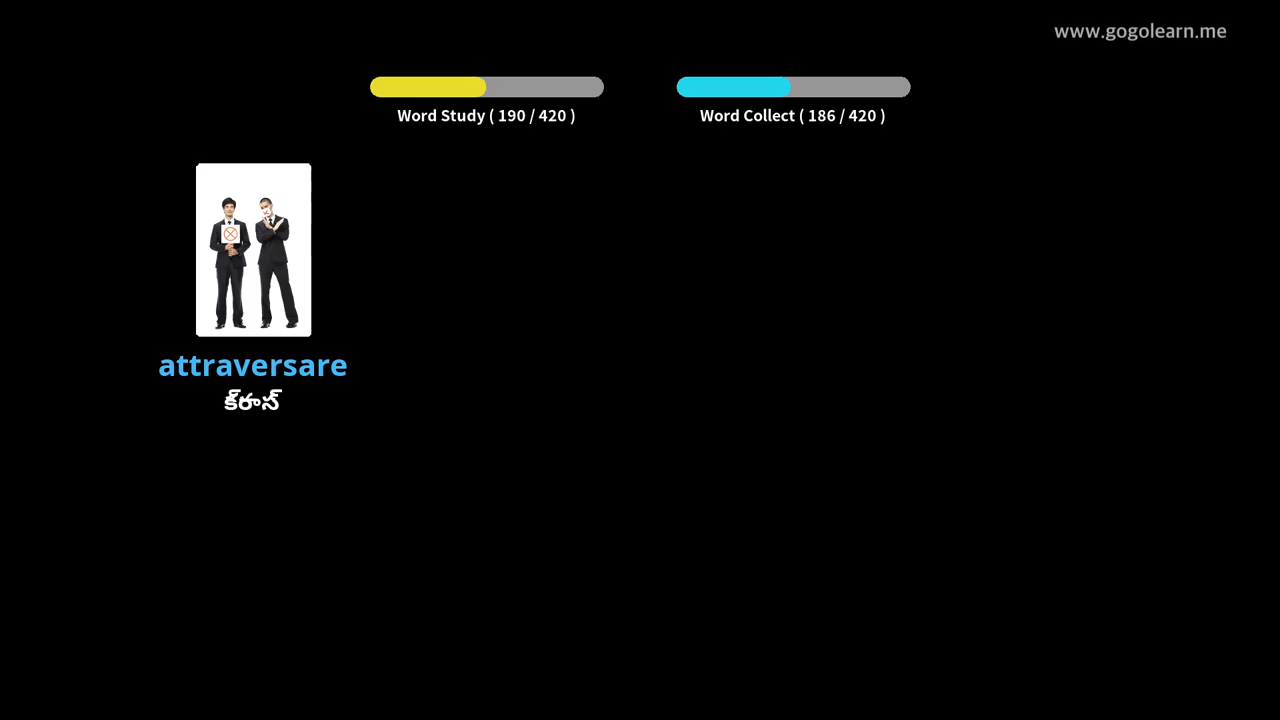 www.gogolearn.me
Word Study ( 190 / 420 )
Word Collect ( 186 / 420 )
attraversare
క్‌రాస్